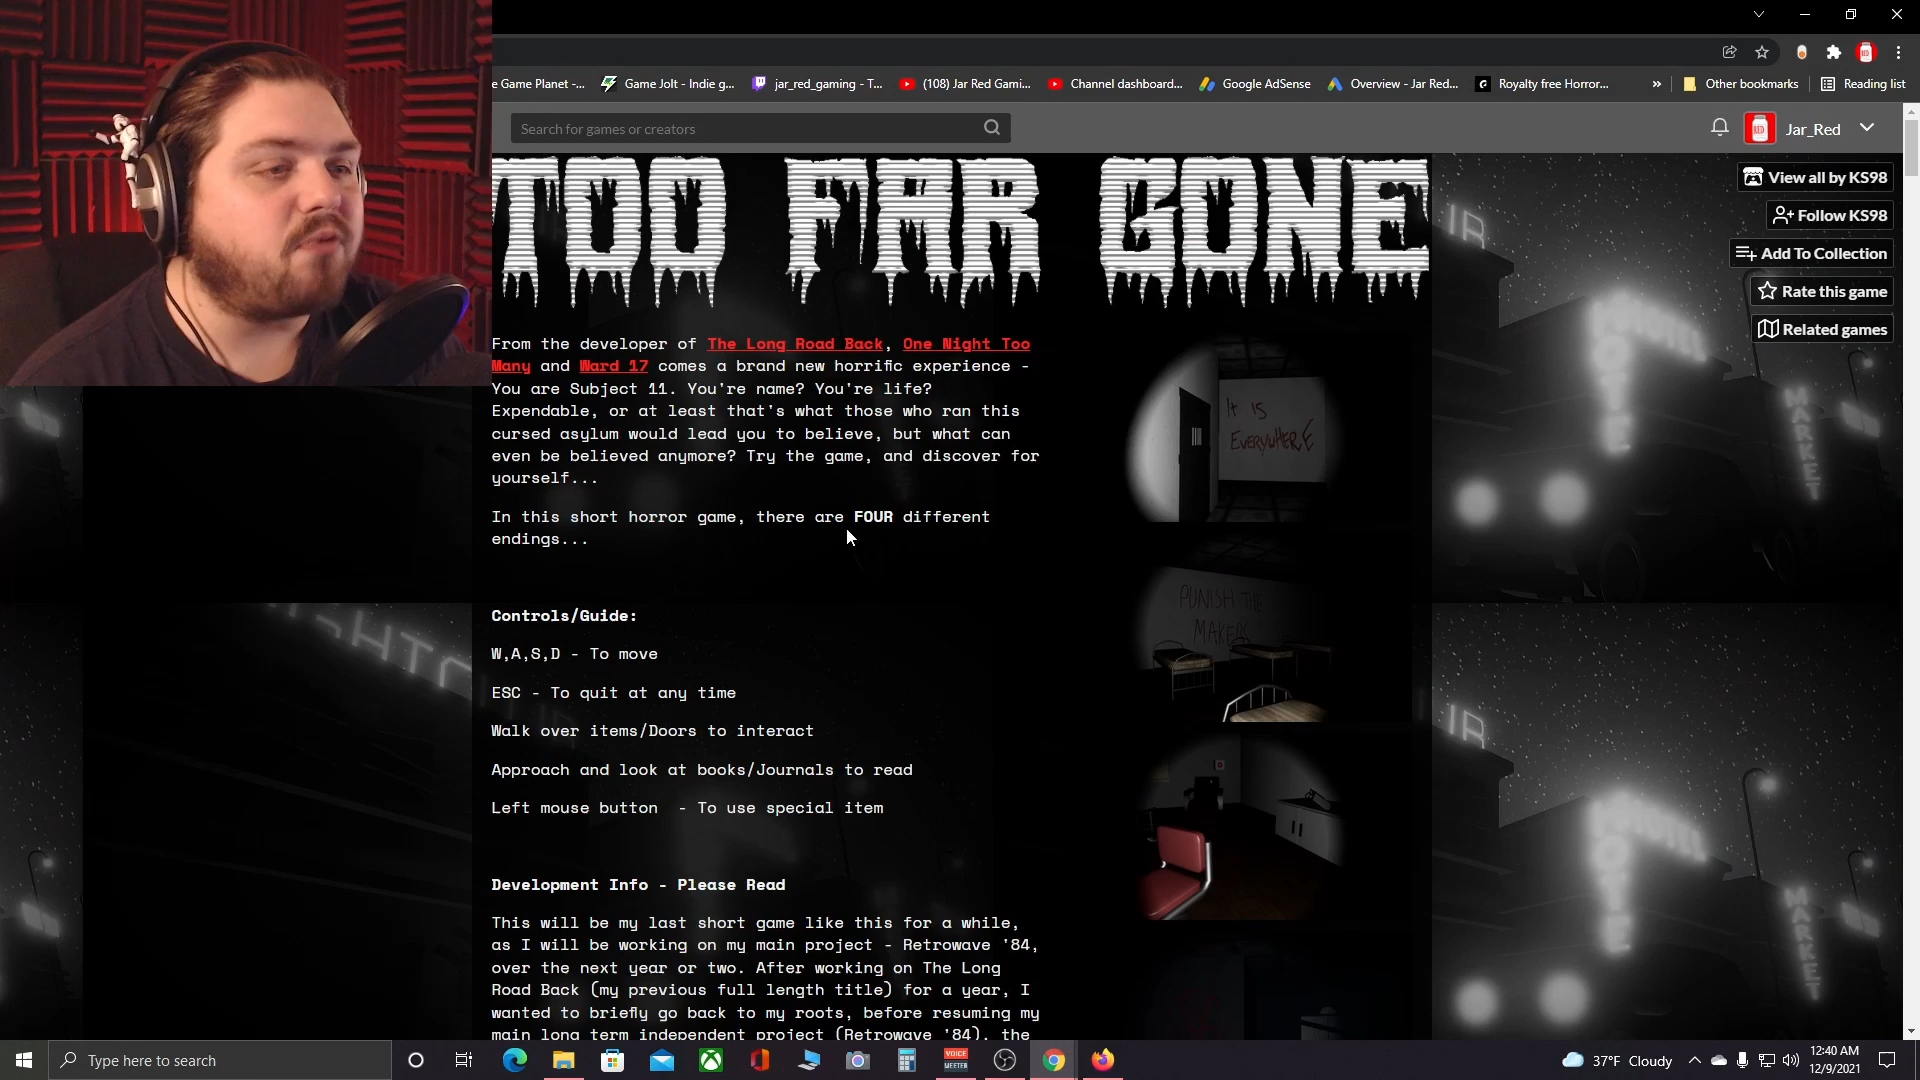 e Game Planet -... Game Jolt - Indie g... jar_red_gaming - T... (108) Jar Red Gami... Channel dashboard... Google AdSense Overview - Jar Red... Royalty free Horror... » Other bookmarks Reading list
Search for games or creators
RED Jar_Red
TOO FAR GONE
View all by KS98
Follow KS98
Add To Collection
Rate this game
Related games
From the developer of The Long Road Back, One Night Too
Many and Ward 17 comes a brand new horrific experience -
You are Subject 11. You're name? You're life?
Expendable, or at least that's what those who ran this
cursed asylum would lead you to believe, but what can
even be believed anymore? Try the game, and discover for
yourself...
In this short horror game, there are FOUR different
endings...
Controls/Guide:
W,A,S,D - To move
ESC - To quit at any time
Walk over items/Doors to interact
Approach and look at books/Journals to read
Left mouse button - To use special item
Development Info - Please Read
This will be my last short game like this for a while,
as I will be working on my main project - Retrowave '84,
over the next year or two. After working on The Long
Road Back (my previous full length title) for a year, I
wanted to briefly go back to my roots, before resuming my
main long term independent project (Retrowave '84). the
It IS
EVERYWHERE
PUNISH THE
MAKERS
MOTEL
MARKET
MOTEL
MARKET
Type here to search
VOICE
MEETER
37°F Cloudy
12:40 AM
12/9/2021